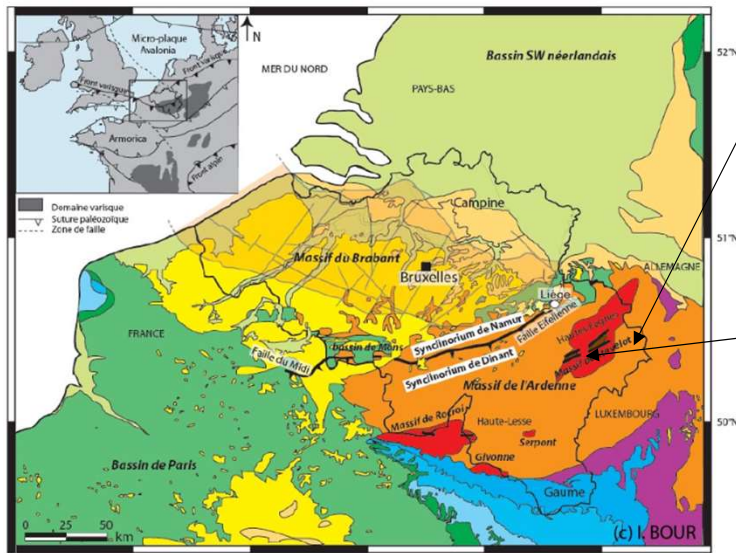 Micro-plaque
Avalonia
Front varisque
Front varisque
Armorica
Front alpin
N
Domaine varisque
Suture paléozoïque
Zone de faille
MER DU NORD
Bassin SW néerlandais
PAYS-BAS
52°N
Campine
51°N
Massif du Brabant
Bruxelles
ALLEMAGNE
Liège
FRANCE
Synclinorium de Namur
Faille Eifelienne
Hautes Fagnes
bassin de Mons
Faille du Midi
Synclinorium de Dinant
Massif de Stavelot
Massif de l'Ardenne
LUXEMBOURG
Massif de Rocroi
Haute-Lesse
Serpont
50°N
Bassin de Paris
Givonne
Gaume
0 25 50
km
(c) I. BOUR